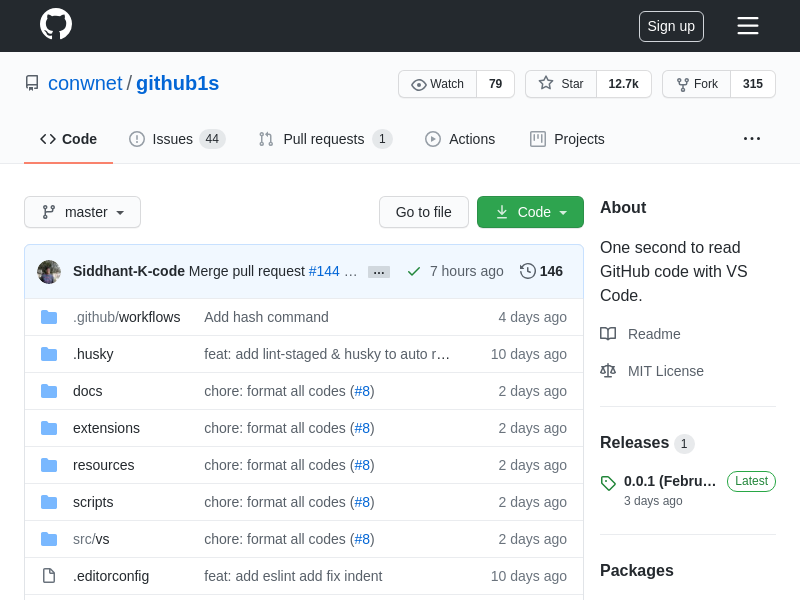 Sign up
conwnet / github1s
Watch 79
Star 12.7k
Fork 315
Code
Issues 44
Pull requests 1
Actions
Projects
master
Go to file
Code
Siddhant-K-code Merge pull request #144 … ... 7 hours ago 146
.github/workflows Add hash command 4 days ago
.husky feat: add lint-staged & husky to auto r… 10 days ago
docs chore: format all codes (#8) 2 days ago
extensions chore: format all codes (#8) 2 days ago
resources chore: format all codes (#8) 2 days ago
scripts chore: format all codes (#8) 2 days ago
src/vs chore: format all codes (#8) 2 days ago
.editorconfig feat: add eslint add fix indent 10 days ago
About
One second to read
GitHub code with VS
Code.
Readme
MIT License
Releases 1
0.0.1 (Febru… Latest
3 days ago
Packages